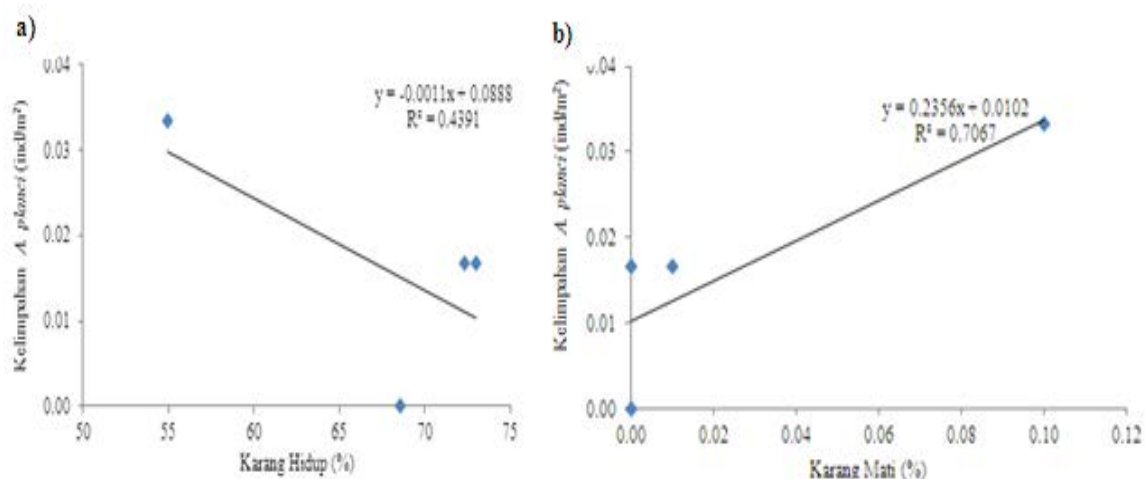 a)
Kelimpahan A. planci (ind/m²)
0.04
0.03
0.02
0.01
0.00
y = -0.0011x + 0.0888
R² = 0.4391
50 55 60 65 70 75
Karang Hidup (%)
b)
Kelimpahan A. planci (ind/m²)
0.04
0.03
0.02
0.01
0.00
y = 0.2356x + 0.0102
R² = 0.7067
0.00 0.02 0.04 0.06 0.08 0.10 0.12
Karang Mati (%)